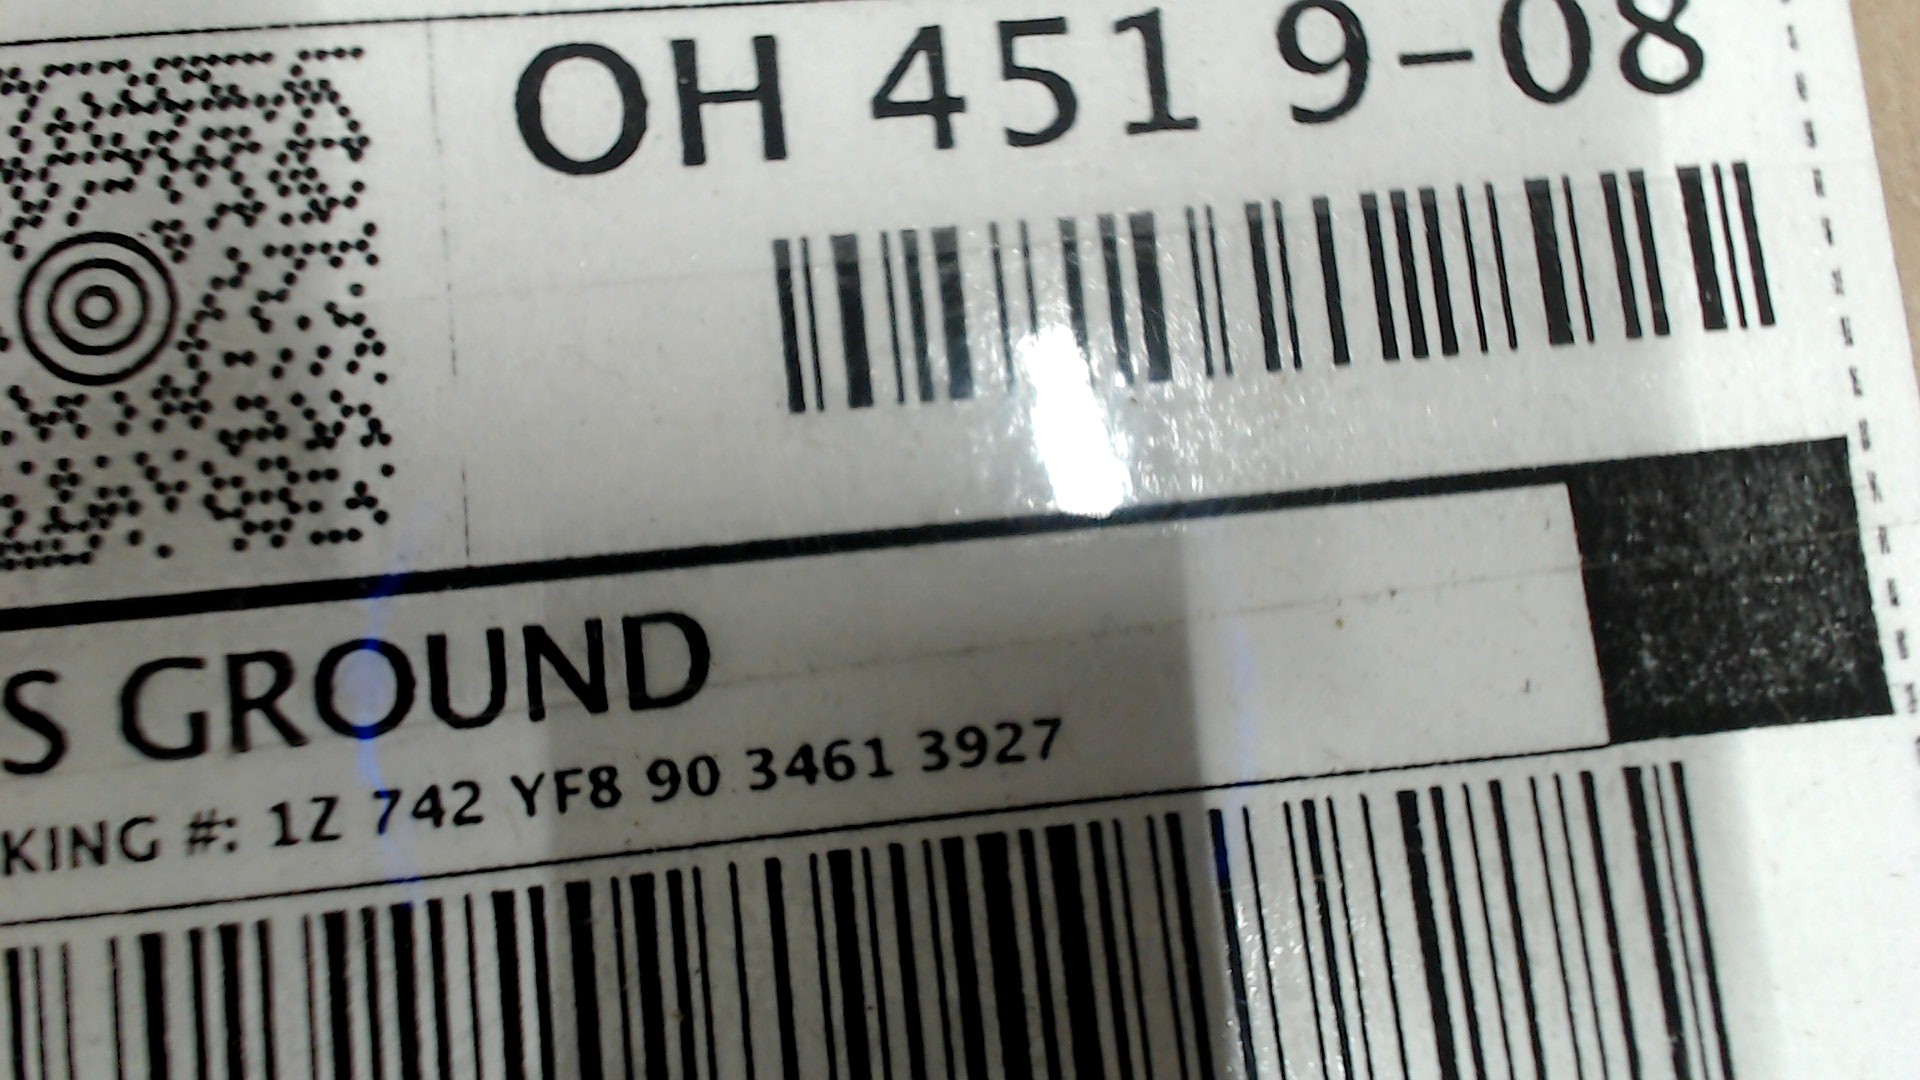 OH 451 9-08
S GROUND
KING #: 1Z 742 YF8 90 3461 3927